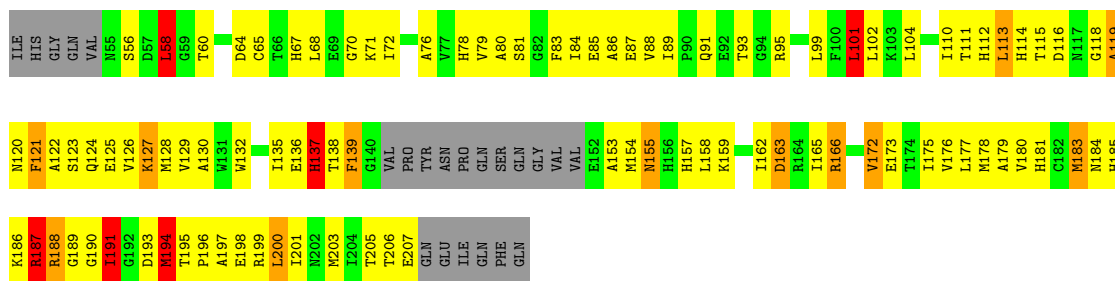 ILE HIS GLY GLN VAL N55 S56 D57 L58 G59 T60 D64 C65 T66 H67 L68 E69 G70 K71 I72 A76 V77 H78 V79 A80 S81 G82 F83 I84 E85 A86 E87 V88 I89 P90 Q91 E92 T93 G94 R95 L99 F100 L101 L102 K103 L104 I110 T111 H112 L113 H114 T115 D116 N117 G118 A119
N120 F121 A122 S123 Q124 E125 V126 K127 M128 V129 A130 W131 W132 I135 E136 H137 T138 F139 G140 VAL PRO TYR ASN PRO GLN SER GLN GLY VAL VAL E152 A153 M154 N155 H156 H157 L158 K159 I162 D163 R164 I165 R166 V172 E173 T174 I175 V176 L177 M178 A179 V180 H181 C182 M183 N184 H185
K186 R187 R188 G189 G190 I191 G192 D193 M194 T195 P196 A197 E198 R199 L200 I201 N202 M203 I204 T205 T206 E207 GLN GLU ILE GLN PHE GLN